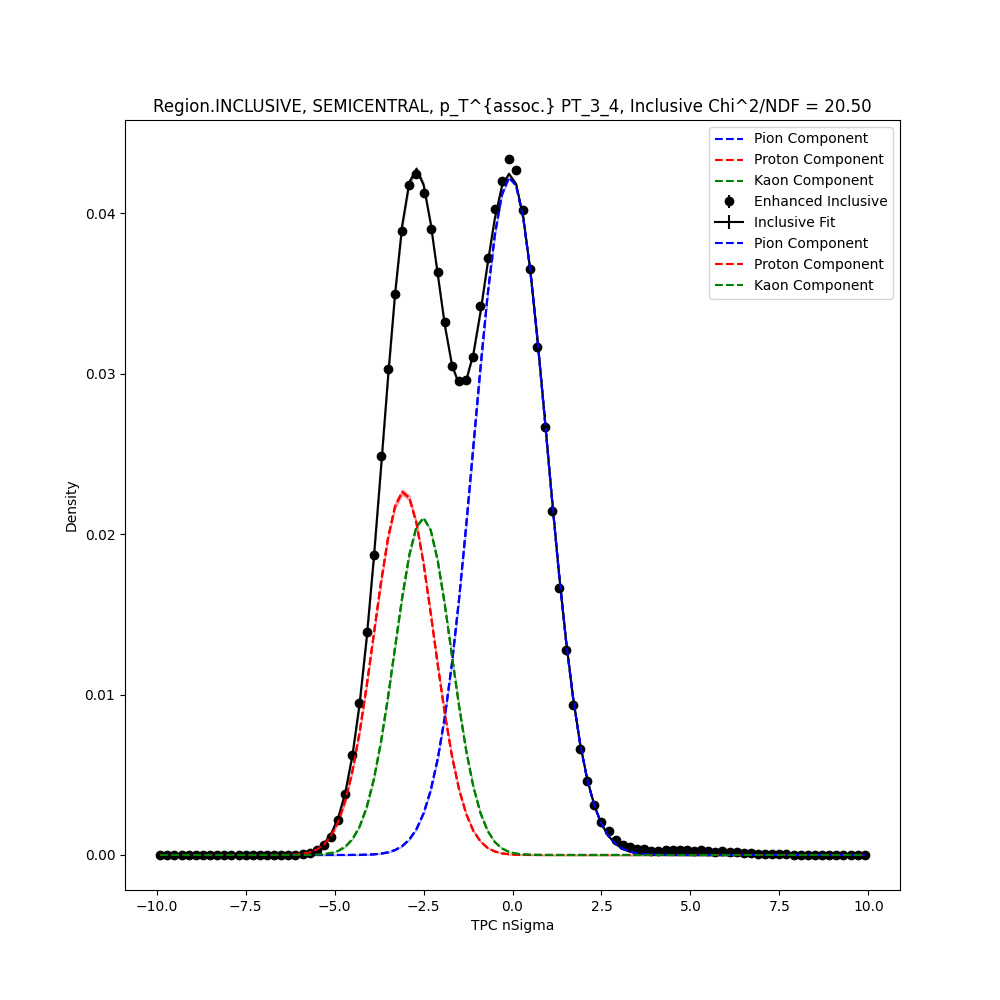 Region.INCLUSIVE, SEMICENTRAL, p_T^{assoc.} PT_3_4, Inclusive Chi^2/NDF = 20.50
Pion Component
Proton Component
Kaon Component
Enhanced Inclusive
Inclusive Fit
Pion Component
Proton Component
Kaon Component
0.04
0.03
0.02
0.01
0.00
Density
−10.0 −7.5 −5.0 −2.5 0.0 2.5 5.0 7.5 10.0
TPC nSigma